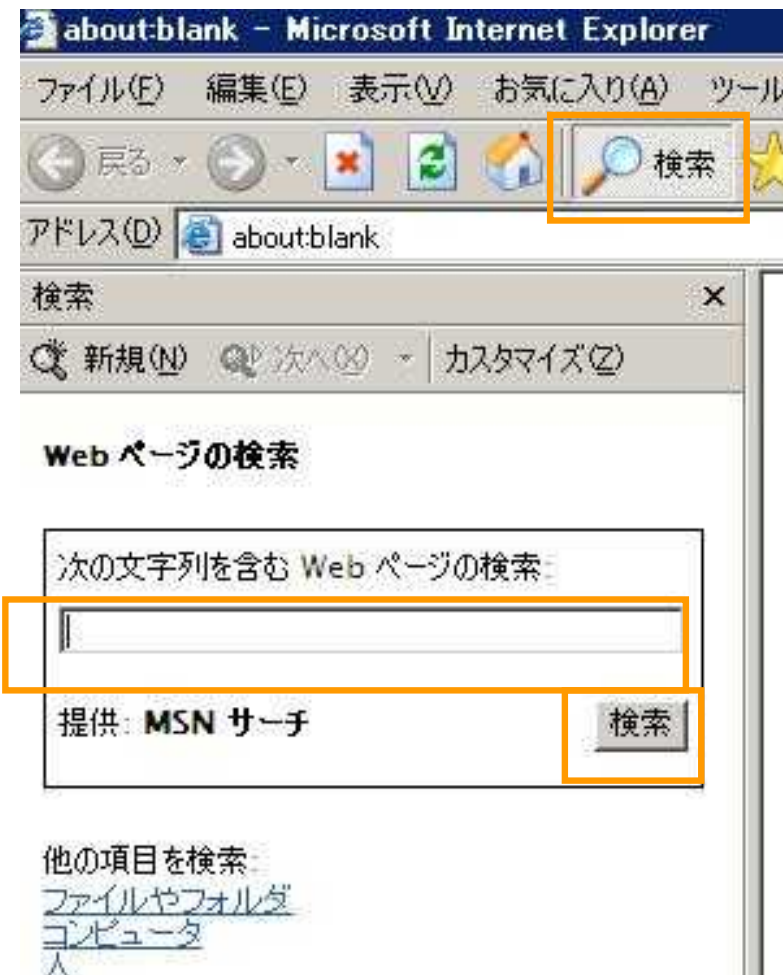 about:blank - Microsoft Internet Explorer
ファイル(F) 編集(E) 表示(V) お気に入り(A) ツール
戻る 検索
アドレス(D) about:blank
検索 ×
新規(N) 次へ(X) カスタマイズ(Z)
Web ページの検索
次の文字列を含む Web ページの検索:
提供: MSN サーチ 検索
他の項目を検索:
ファイルやフォルダ
コンピュータ
人